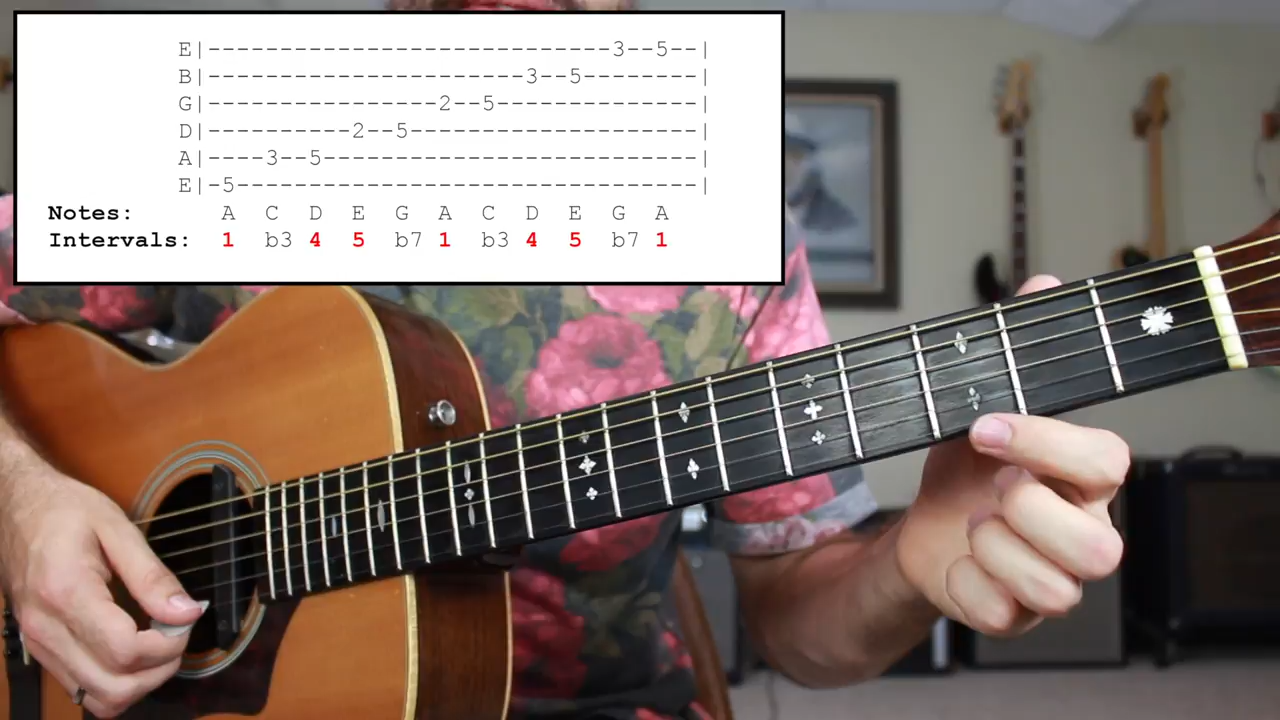 E|----------------------------3--5--|
B|----------------------3--5--------|
G|----------------2--5--------------|
D|----------2--5--------------------|
A|----3--5--------------------------|
E|-5--------------------------------|
Notes: A C D E G A C D E G A
Intervals: 1 b3 4 5 b7 1 b3 4 5 b7 1